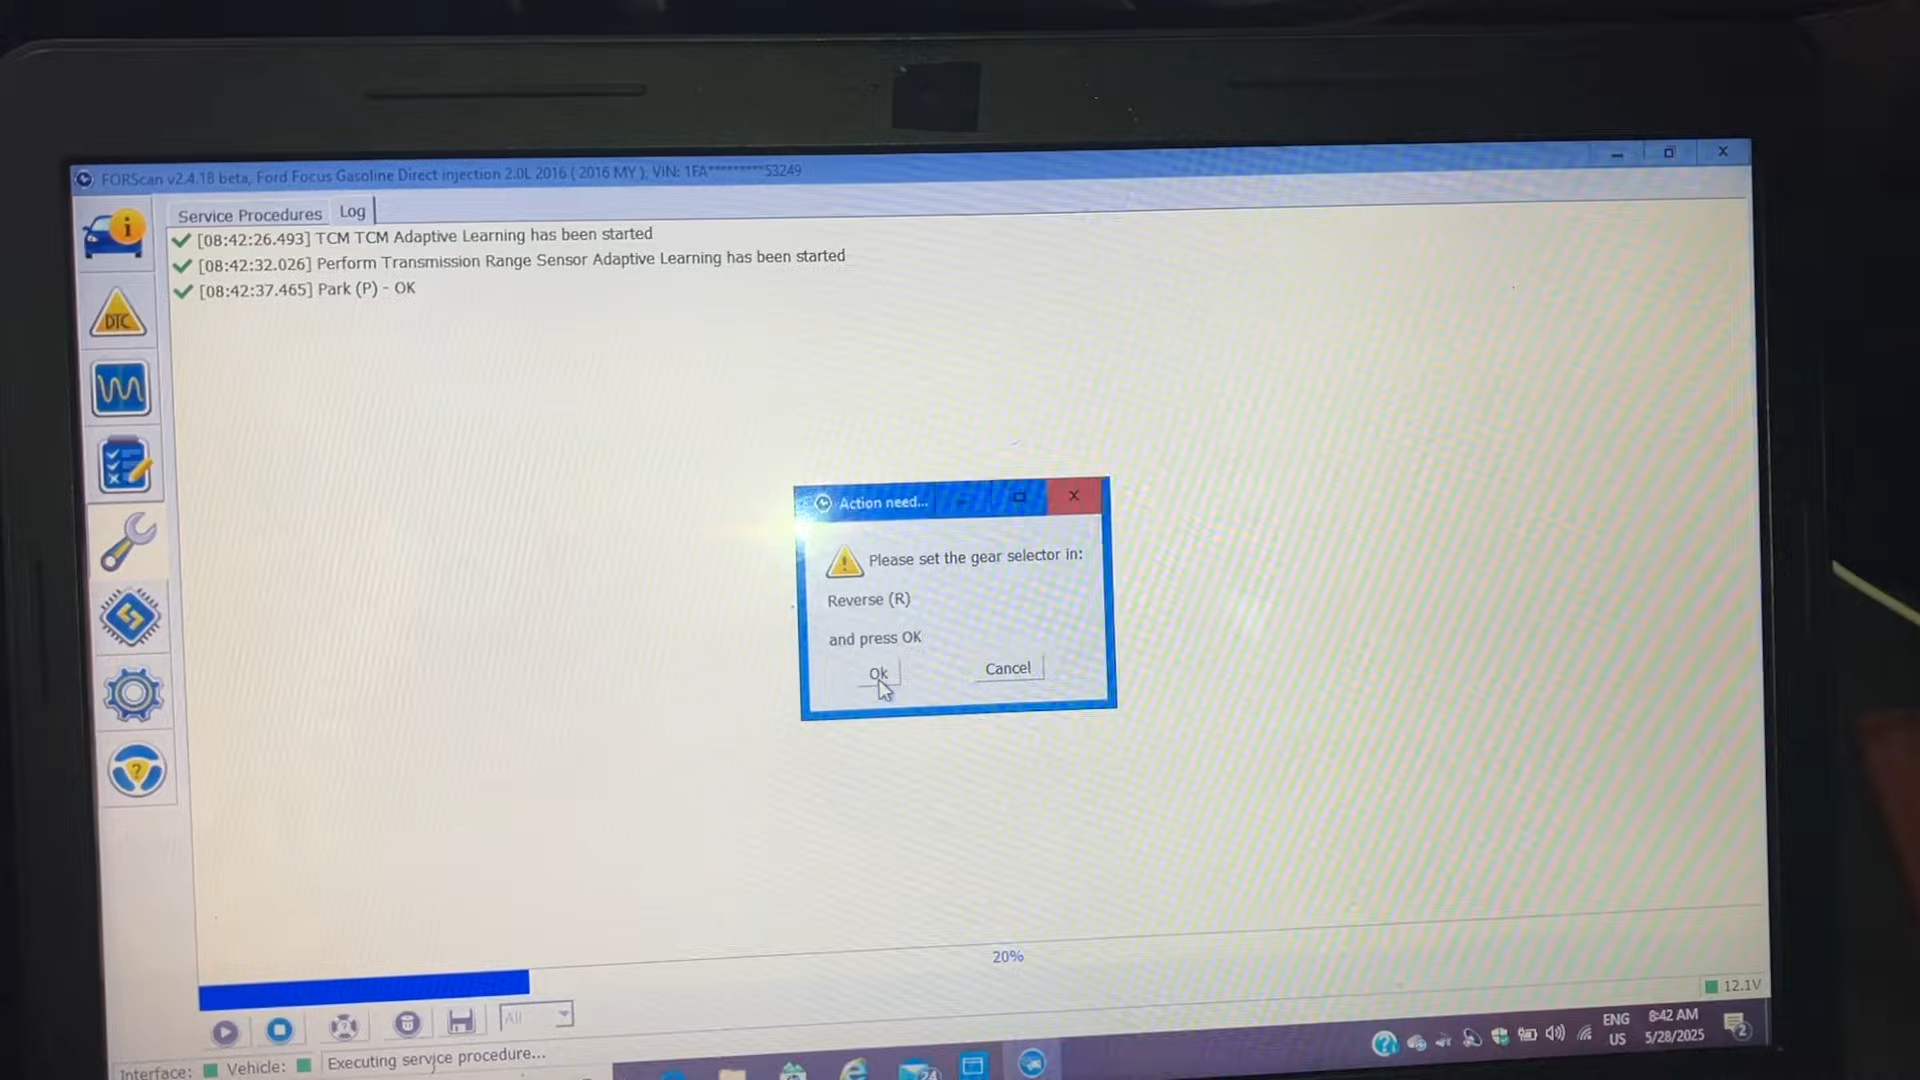 FORScan v2.4.18 beta, Ford Focus Gasoline Direct injection 2.0L 2016 ( 2016 MY ), VIN: 1FA*********53249
Service Procedures Log
[08:42:26.493] TCM TCM Adaptive Learning has been started
[08:42:32.026] Perform Transmission Range Sensor Adaptive Learning has been started
[08:42:37.465] Park (P) - OK
DTC
Action need...
Please set the gear selector in:
Reverse (R)
and press OK
Ok Cancel
20%
12.1V
All
Interface: Vehicle: Executing service procedure...
24
ENG 8:42 AM
US 5/28/2025
2